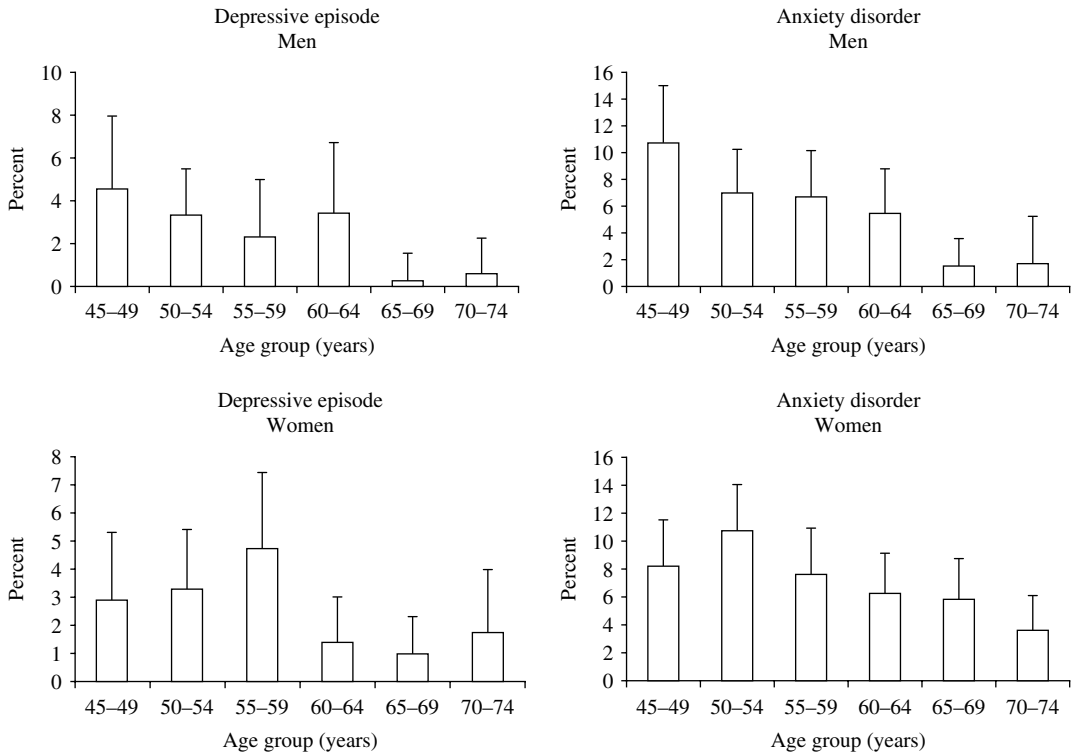 Depressive episode
Men
Percent
10
8
6
4
2
0
45–49 50–54 55–59 60–64 65–69 70–74
Age group (years)
Anxiety disorder
Men
Percent
16
14
12
10
8
6
4
2
0
45–49 50–54 55–59 60–64 65–69 70–74
Age group (years)
Depressive episode
Women
Percent
8
7
6
5
4
3
2
1
0
45–49 50–54 55–59 60–64 65–69 70–74
Age group (years)
Anxiety disorder
Women
Percent
16
14
12
10
8
6
4
2
0
45–49 50–54 55–59 60–64 65–69 70–74
Age group (years)